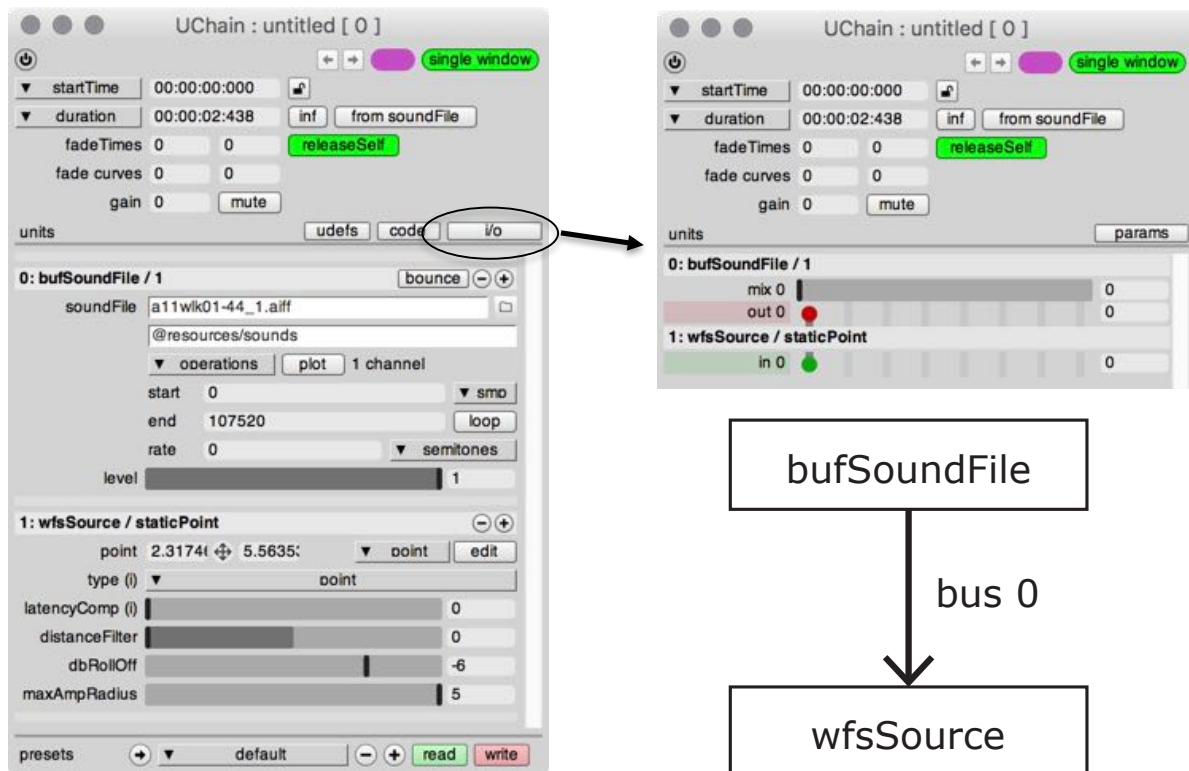 UChain : untitled [ 0 ]
single window
startTime 00:00:00:000
duration 00:00:02:438 inf from soundFile
fadeTimes 0 0 releaseSelf
fade curves 0 0
gain 0 mute
units udefs code i/o
0: bufSoundFile / 1 bounce
soundFile a11wlk01-44_1.aiff
@resources/sounds
operations plot 1 channel
start 0 smp
end 107520 loop
rate 0 semitones
level 1
1: wfsSource / staticPoint
point 2.3174 5.5635 point edit
type (i) point
latencyComp (i) 0
distanceFilter 0
dbRollOff -6
maxAmpRadius 5
presets default read write
UChain : untitled [ 0 ]
single window
startTime 00:00:00:000
duration 00:00:02:438 inf from soundFile
fadeTimes 0 0 releaseSelf
fade curves 0 0
gain 0 mute
units params
0: bufSoundFile / 1
mix 0 0
out 0 0
1: wfsSource / staticPoint
in 0 0
bufSoundFile
bus 0
wfsSource